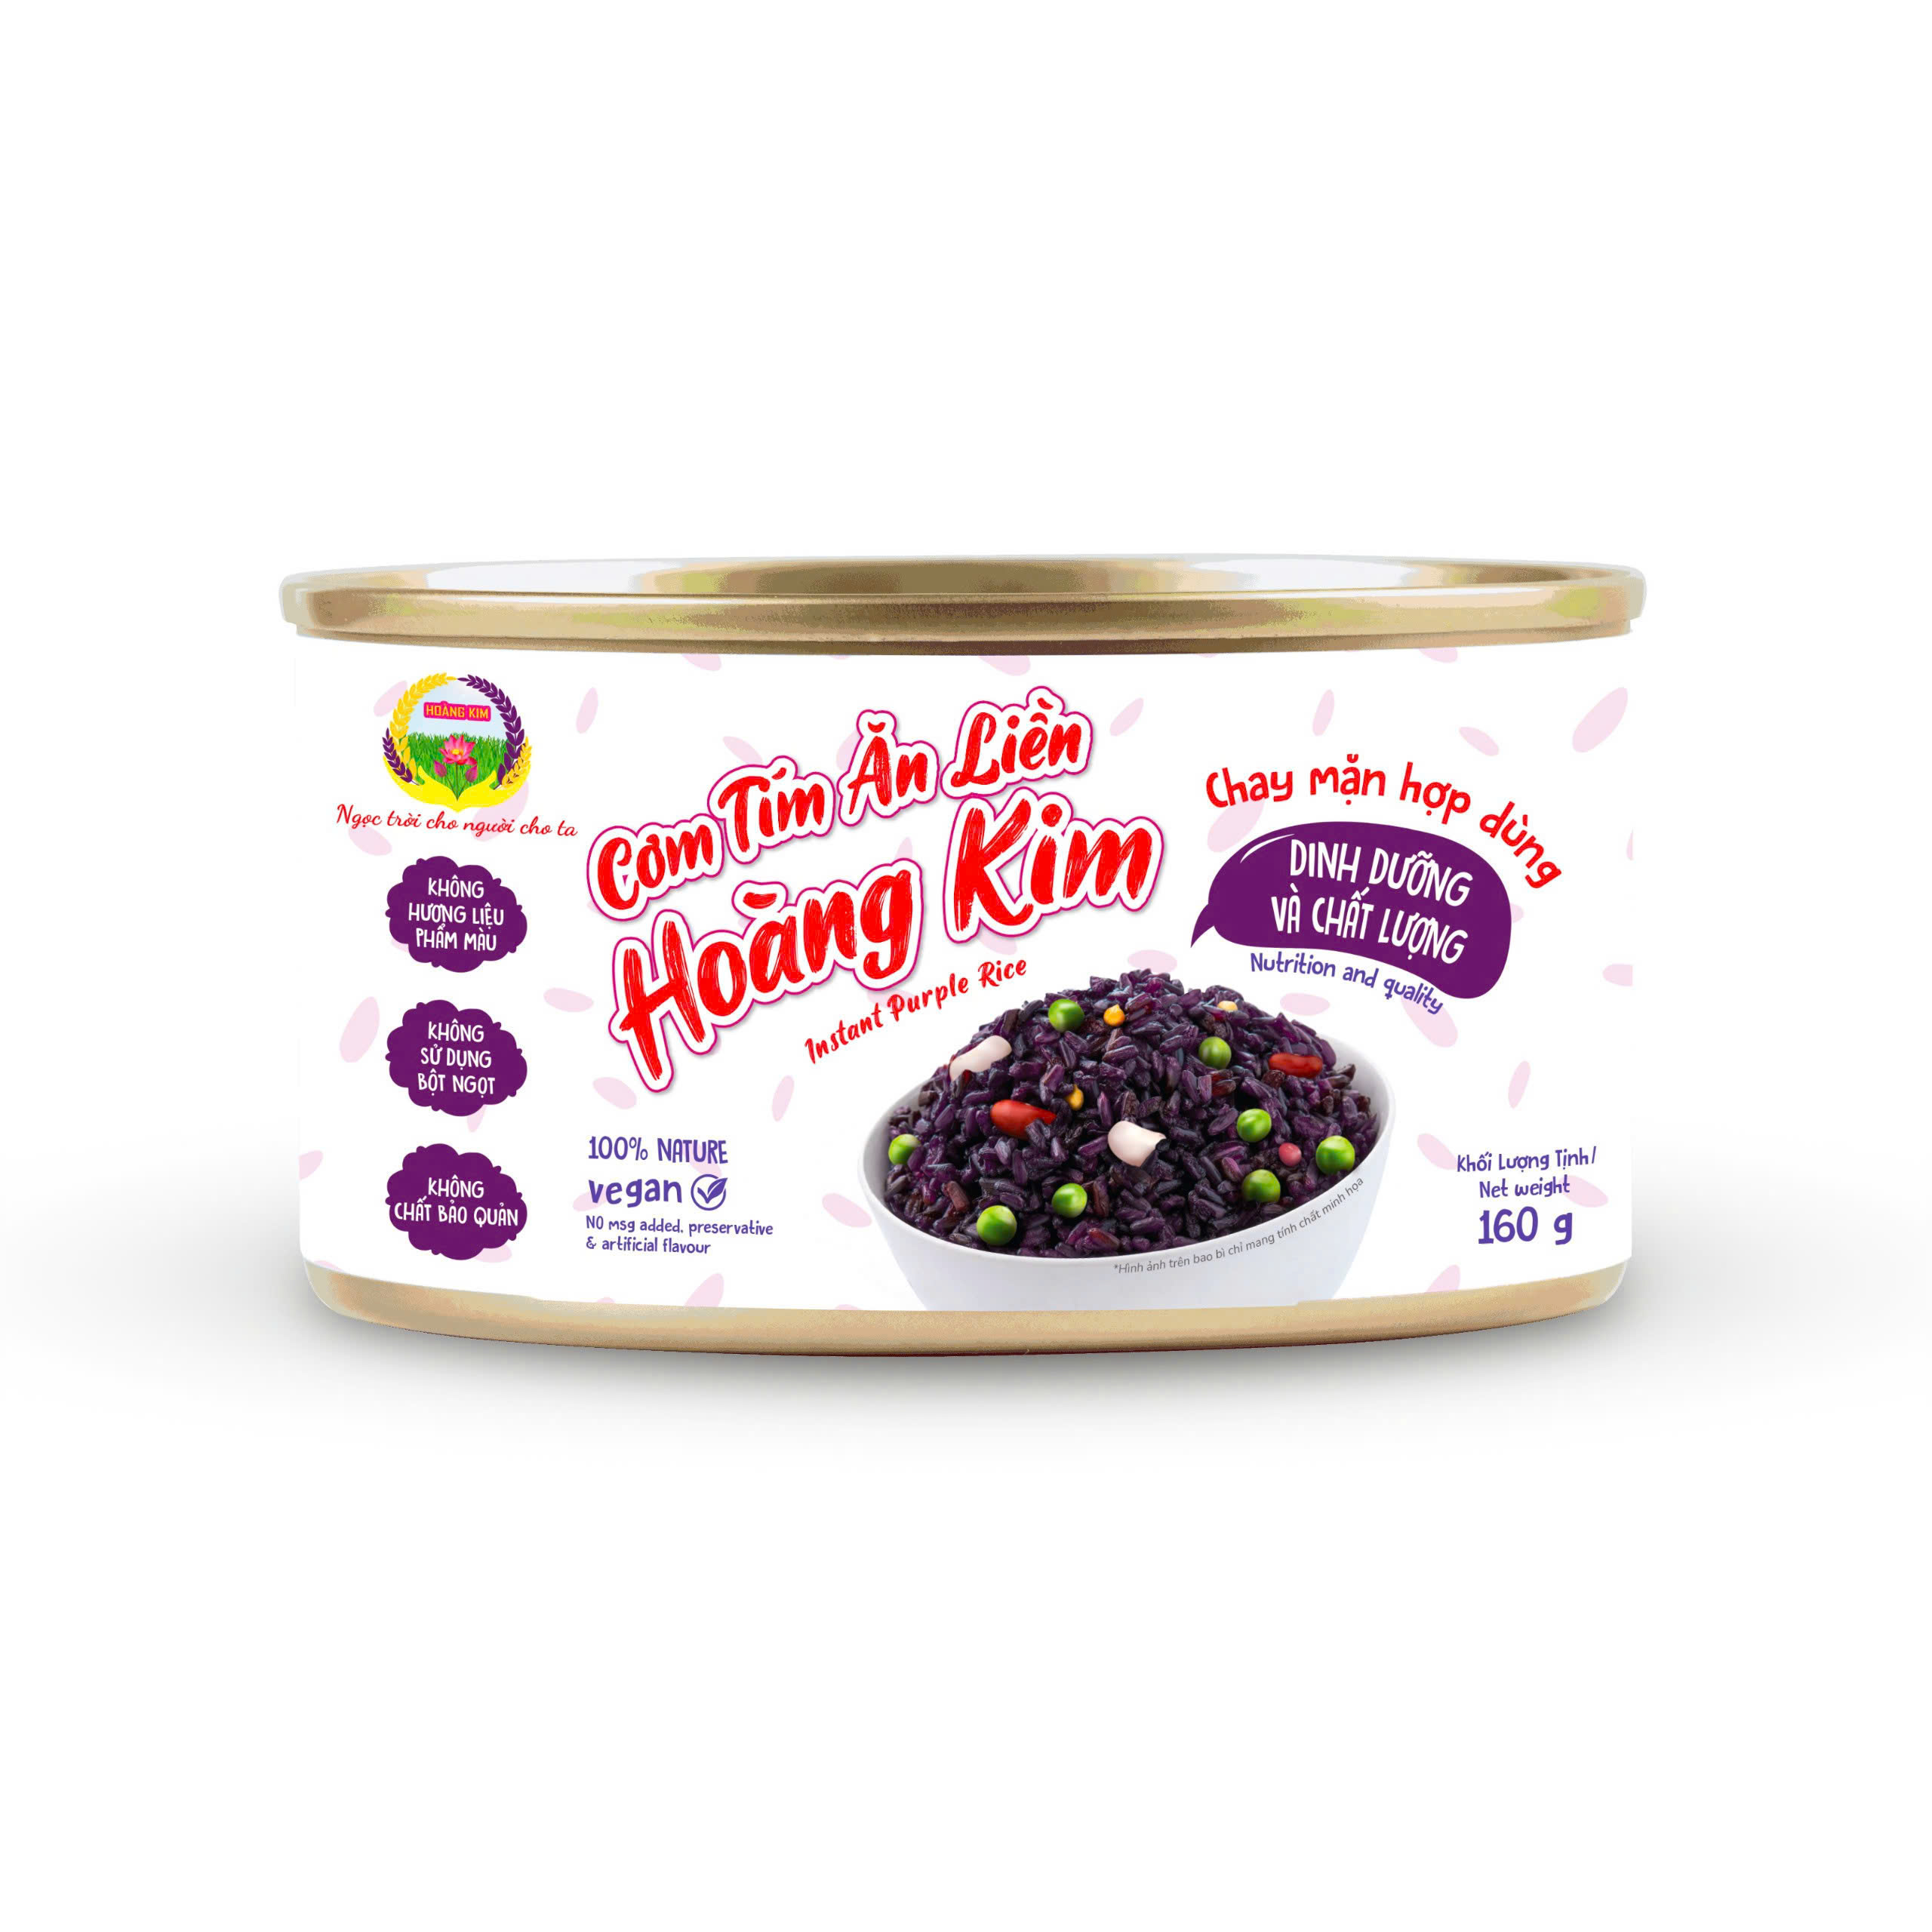 HOÀNG KIM
Ngọc trời cho người cho ta
KHÔNG
HƯƠNG LIỆU
PHẨM MÀU
KHÔNG
SỬ DỤNG
BỘT NGỌT
KHÔNG
CHẤT BẢO QUẢN
Cơm Tím Ăn Liền
Hoàng Kim
Instant Purple Rice
100% NATURE
vegan
NO msg added, preservative
& artificial flavour
Chay mặn hợp dùng
DINH DƯỠNG
VÀ CHẤT LƯỢNG
Nutrition and quality
*Hình ảnh trên bao bì chỉ mang tính chất minh họa
Khối Lượng Tịnh/
Net weight
160 g